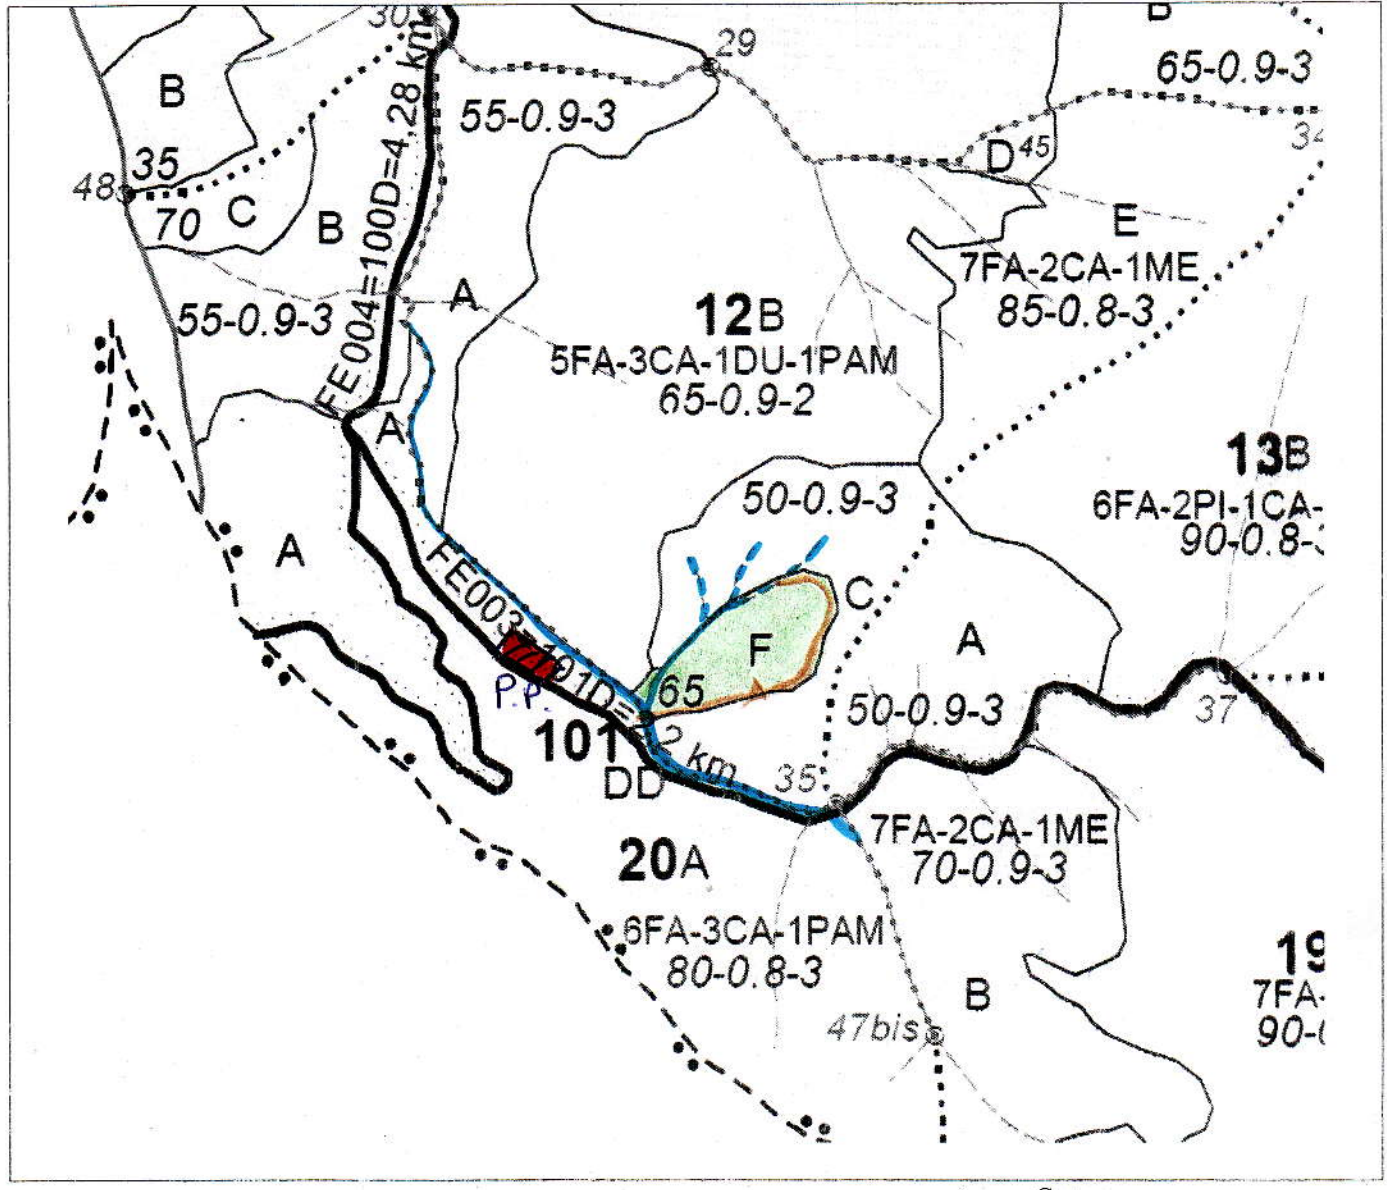 30
B
65-0.9-3
29
B
55-0.9-3
34
D 45
35
48
70
C
B
E
FE004=100D=4,28 km
7FA-2CA-1ME
85-0.8-3
A
55-0.9-3
12B
5FA-3CA-1DU-1PAM
65-0.9-2
A
13B
50-0.9-3
6FA-2PI-1CA-
90-0.8-3
A
C
A
F
65
P.P.
50-0.9-3
37
101
DD
km
35
7FA-2CA-1ME
70-0.9-3
20A
6FA-3CA-1PAM
80-0.8-3
19
7FA-
90-
B
47bis